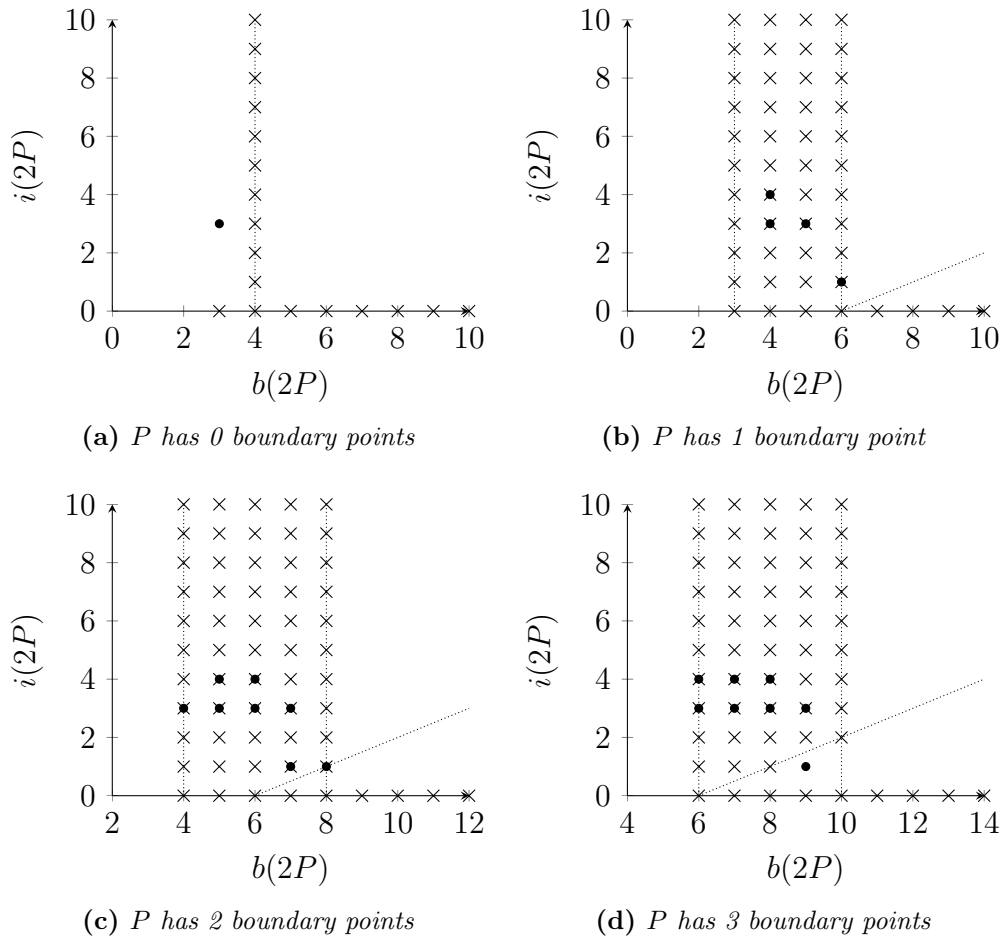 10
8
6
4
2
0
0 2 4 6 8 10
i(2P)
b(2P)
(a) P has 0 boundary points
10
8
6
4
2
0
0 2 4 6 8 10
i(2P)
b(2P)
(b) P has 1 boundary point
10
8
6
4
2
0
2 4 6 8 10 12
i(2P)
b(2P)
(c) P has 2 boundary points
10
8
6
4
2
0
4 6 8 10 12 14
i(2P)
b(2P)
(d) P has 3 boundary points